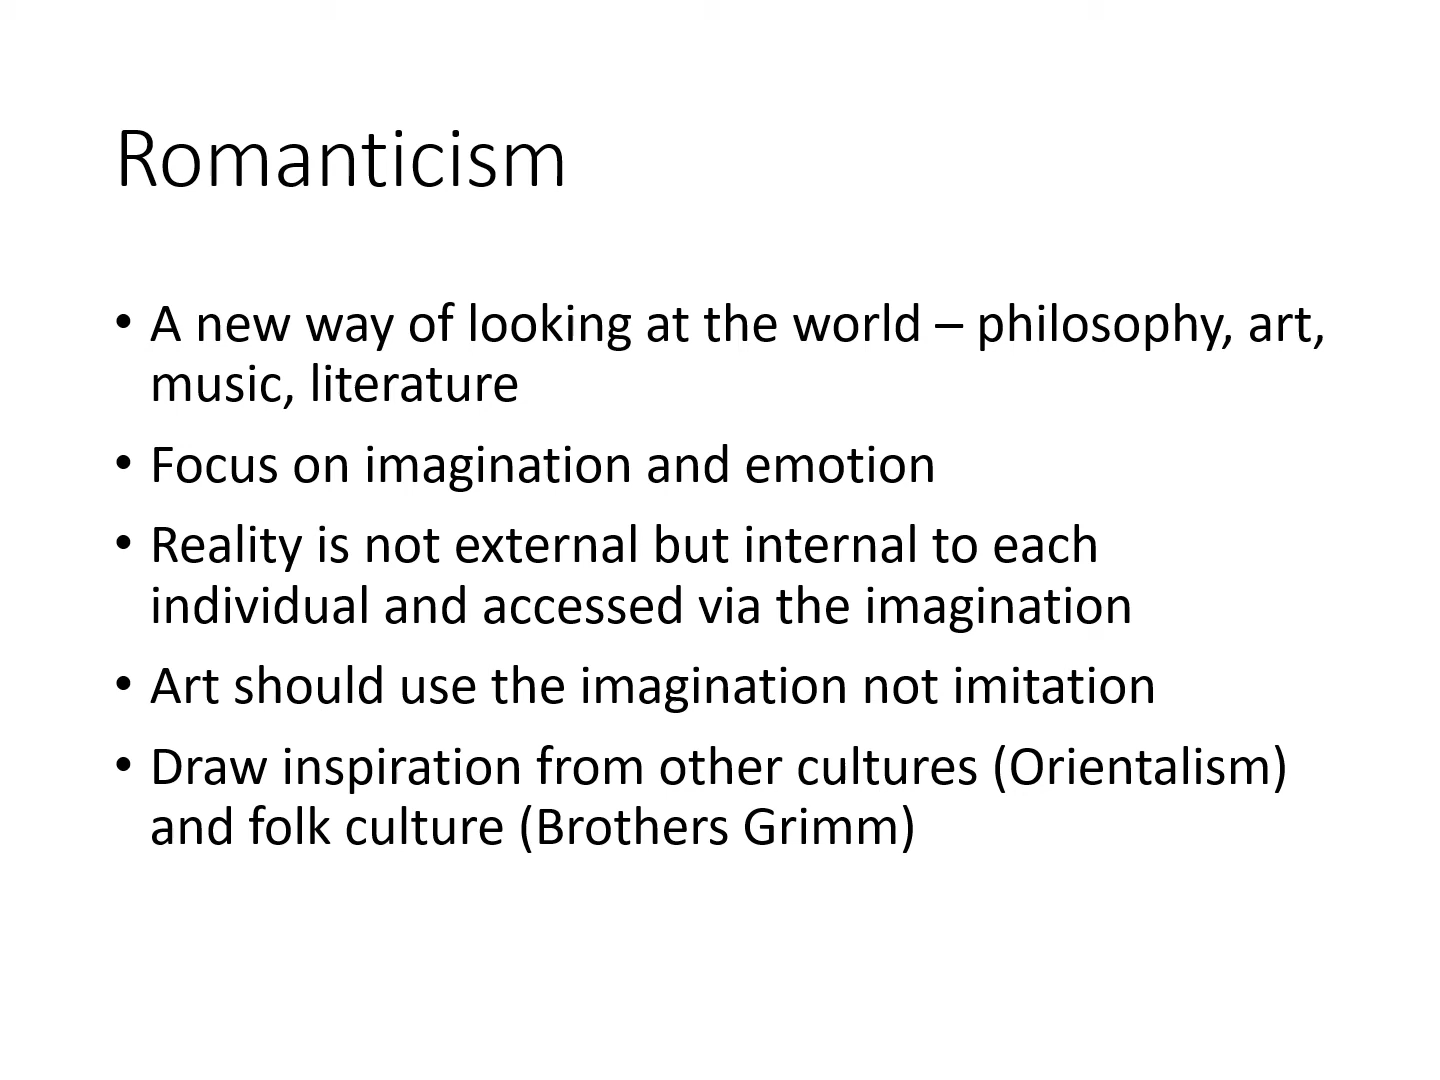 Romanticism
• A new way of looking at the world – philosophy, art,
music, literature
• Focus on imagination and emotion
• Reality is not external but internal to each
individual and accessed via the imagination
• Art should use the imagination not imitation
• Draw inspiration from other cultures (Orientalism)
and folk culture (Brothers Grimm)